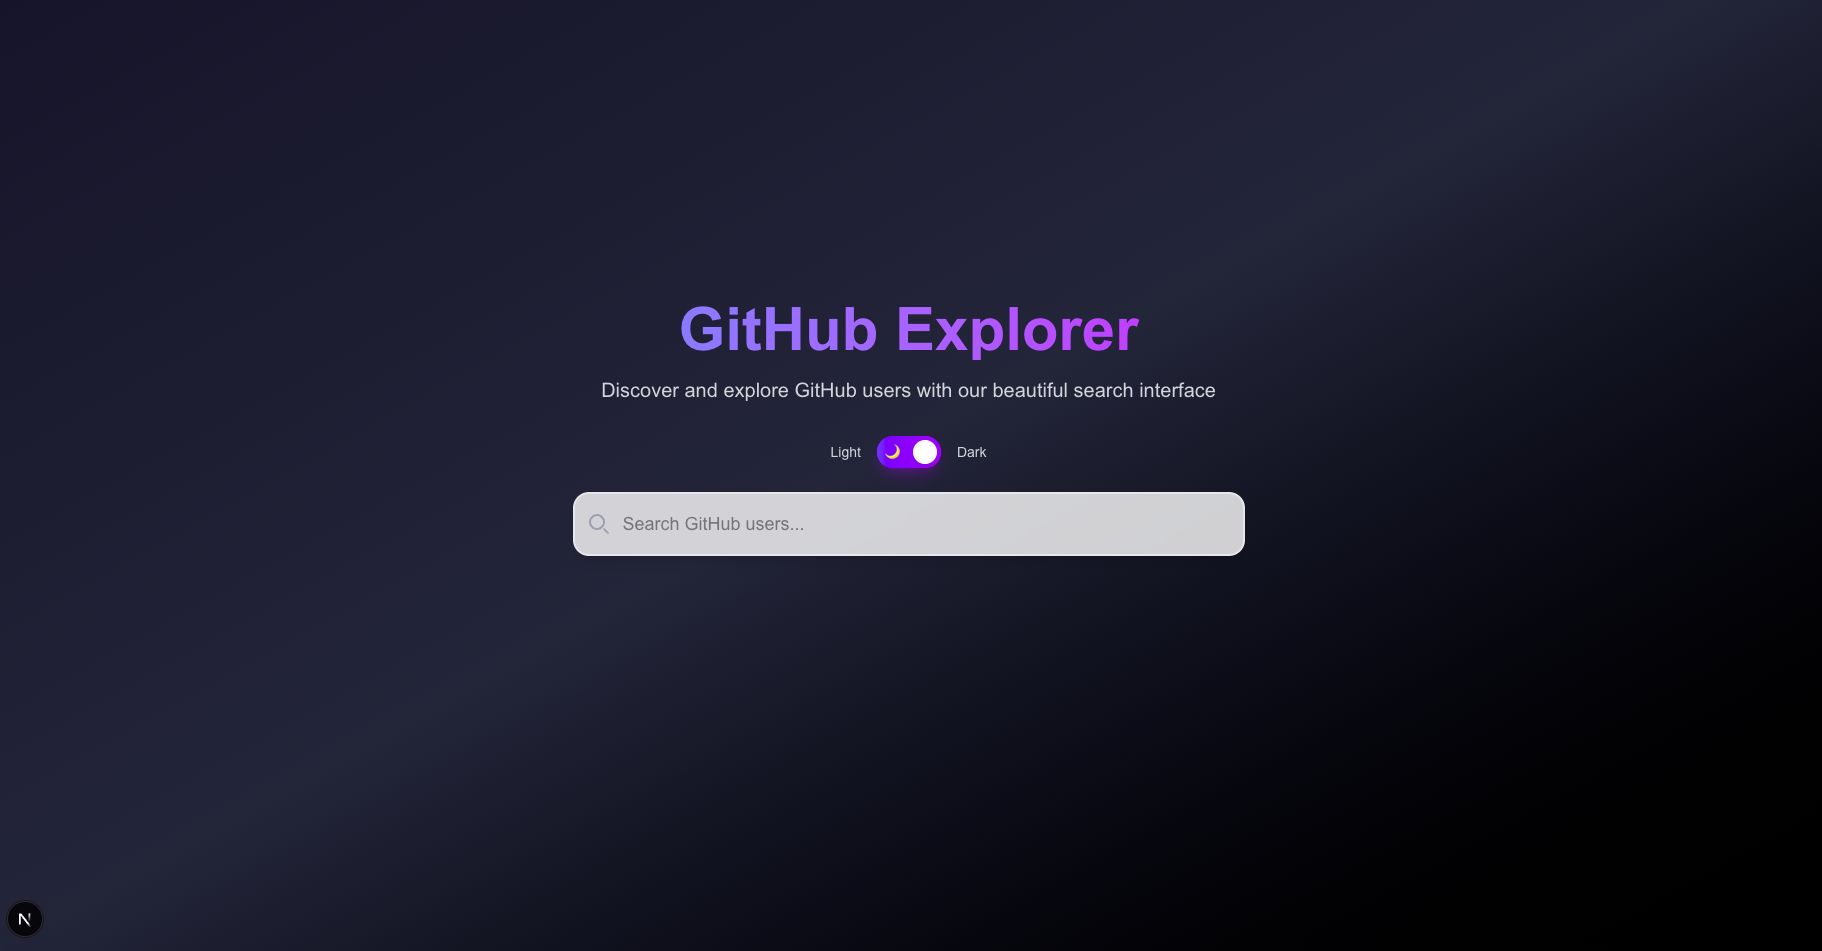 GitHub Explorer
Discover and explore GitHub users with our beautiful search interface
Light Dark
Search GitHub users...
N